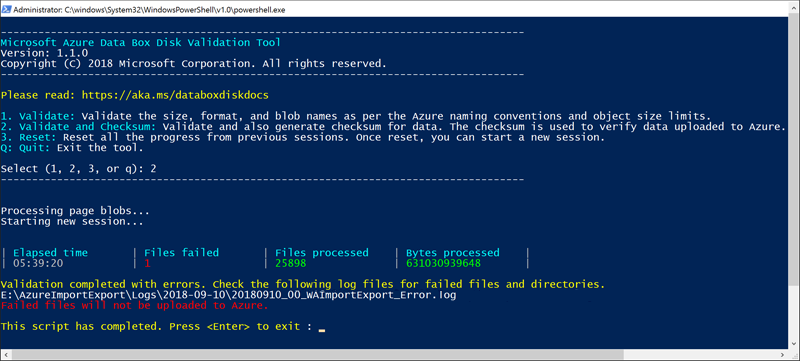 Administrator: C:\windows\System32\WindowsPowerShell\v1.0\powershell.exe
--------------------------------------------------------------------------------
Microsoft Azure Data Box Disk Validation Tool
Version: 1.1.0
Copyright (C) 2018 Microsoft Corporation. All rights reserved.
--------------------------------------------------------------------------------
Please read: https://aka.ms/databoxdiskdocs
1. Validate: Validate the size, format, and blob names as per the Azure naming conventions and object size limits.
2. Validate and Checksum: Validate and also generate checksum for data. The checksum is used to verify data uploaded to Azure.
3. Reset: Reset all the progress from previous sessions. Once reset, you can start a new session.
Q: Quit: Exit the tool.
Select (1, 2, 3, or q): 2
--------------------------------------------------------------------------------
Processing page blobs...
Starting new session...
| Elapsed time | Files failed | Files processed | Bytes processed |
| 05:39:20 | 1 | 25898 | 631030939648 |
Validation completed with errors. Check the following log files for failed files and directories.
E:\AzureImportExport\Logs\2018-09-10\20180910_00_WAImportExport_Error.log
Failed files will not be uploaded to Azure.
This script has completed. Press <Enter> to exit : _